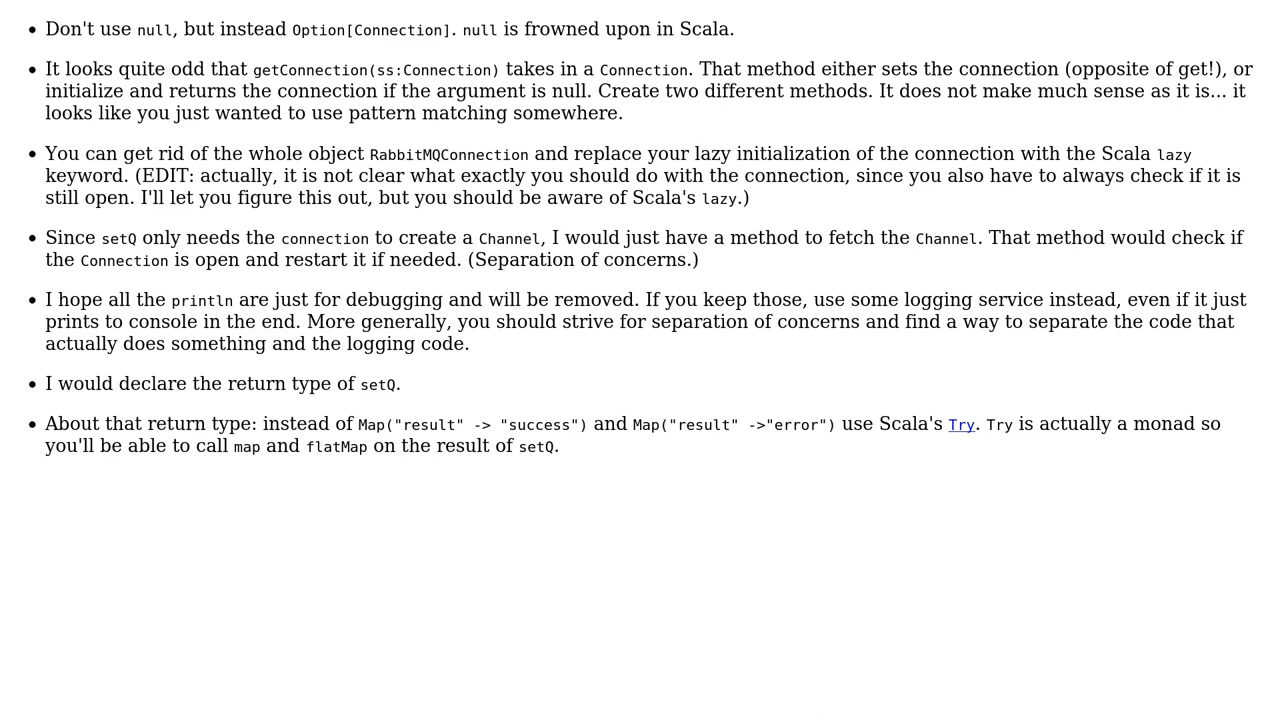 • Don't use null, but instead Option[Connection]. null is frowned upon in Scala.
• It looks quite odd that getConnection(ss:Connection) takes in a Connection. That method either sets the connection (opposite of get!), or
initialize and returns the connection if the argument is null. Create two different methods. It does not make much sense as it is... it
looks like you just wanted to use pattern matching somewhere.
• You can get rid of the whole object RabbitMQConnection and replace your lazy initialization of the connection with the Scala lazy
keyword. (EDIT: actually, it is not clear what exactly you should do with the connection, since you also have to always check if it is
still open. I'll let you figure this out, but you should be aware of Scala's lazy.)
• Since setQ only needs the connection to create a Channel, I would just have a method to fetch the Channel. That method would check if
the Connection is open and restart it if needed. (Separation of concerns.)
• I hope all the println are just for debugging and will be removed. If you keep those, use some logging service instead, even if it just
prints to console in the end. More generally, you should strive for separation of concerns and find a way to separate the code that
actually does something and the logging code.
• I would declare the return type of setQ.
• About that return type: instead of Map("result" -> "success") and Map("result" ->"error") use Scala's Try. Try is actually a monad so
you'll be able to call map and flatMap on the result of setQ.